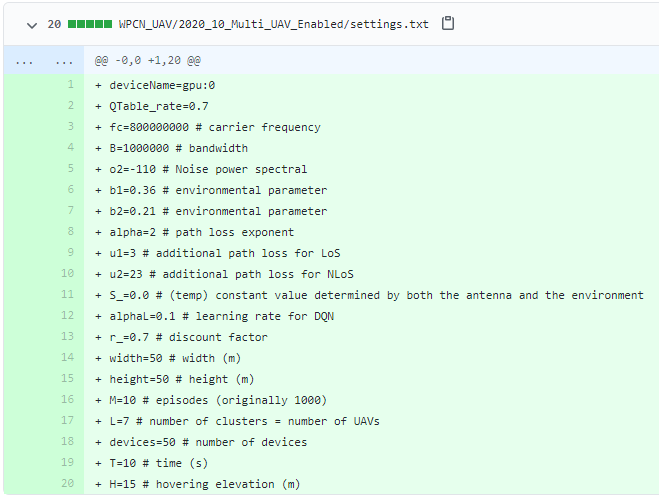 20 WPCN_UAV/2020_10_Multi_UAV_Enabled/settings.txt
... ... @@ -0,0 +1,20 @@
1 + deviceName=gpu:0
2 + QTable_rate=0.7
3 + fc=800000000 # carrier frequency
4 + B=1000000 # bandwidth
5 + o2=-110 # Noise power spectral
6 + b1=0.36 # environmental parameter
7 + b2=0.21 # environmental parameter
8 + alpha=2 # path loss exponent
9 + u1=3 # additional path loss for LoS
10 + u2=23 # additional path loss for NLoS
11 + S_=0.0 # (temp) constant value determined by both the antenna and the environment
12 + alphaL=0.1 # learning rate for DQN
13 + r_=0.7 # discount factor
14 + width=50 # width (m)
15 + height=50 # height (m)
16 + M=10 # episodes (originally 1000)
17 + L=7 # number of clusters = number of UAVs
18 + devices=50 # number of devices
19 + T=10 # time (s)
20 + H=15 # hovering elevation (m)